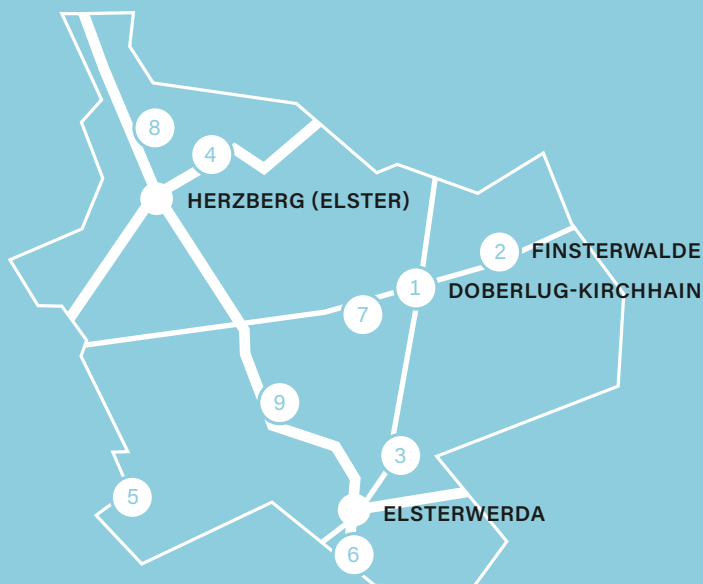 8
4
HERZBERG (ELSTER)
2 FINSTERWALDE
1 DOBERLUG-KIRCHHAIN
7
9
3
5
ELSTERWERDA
6